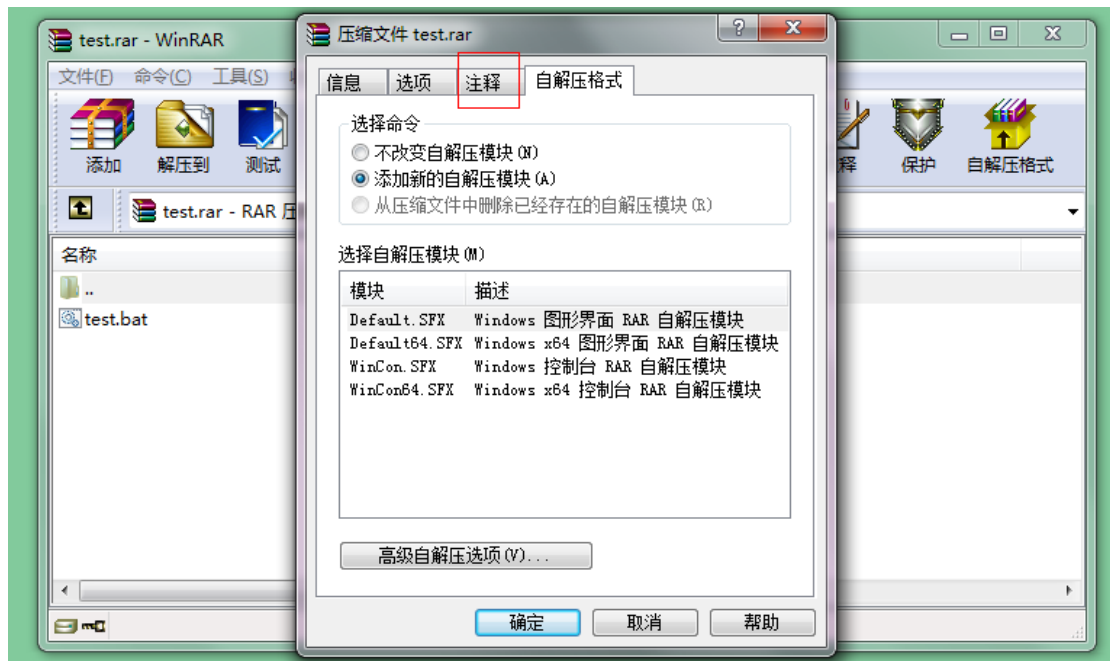 test.rar - WinRAR
文件(F) 命令(C) 工具(S)
添加 解压到 测试
释 保护 自解压格式
test.rar - RAR 压
名称
..
test.bat
压缩文件 test.rar
信息 选项 注释 自解压格式
选择命令
不改变自解压模块(N)
添加新的自解压模块(A)
从压缩文件中删除已经存在的自解压模块(R)
选择自解压模块(M)
模块 描述
Default.SFX Windows 图形界面 RAR 自解压模块
Default64.SFX Windows x64 图形界面 RAR 自解压模块
WinCon.SFX Windows 控制台 RAR 自解压模块
WinCon64.SFX Windows x64 控制台 RAR 自解压模块
高级自解压选项(V)...
确定 取消 帮助